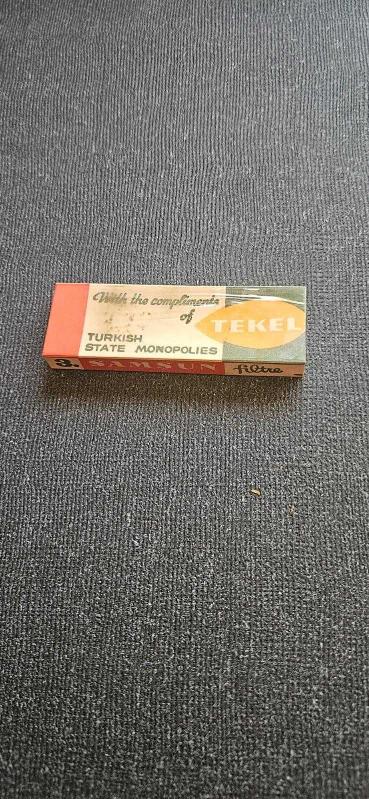 With the compliments
of
TEKEL
TURKISH
STATE MONOPOLIES
3. SAMSUN filtre